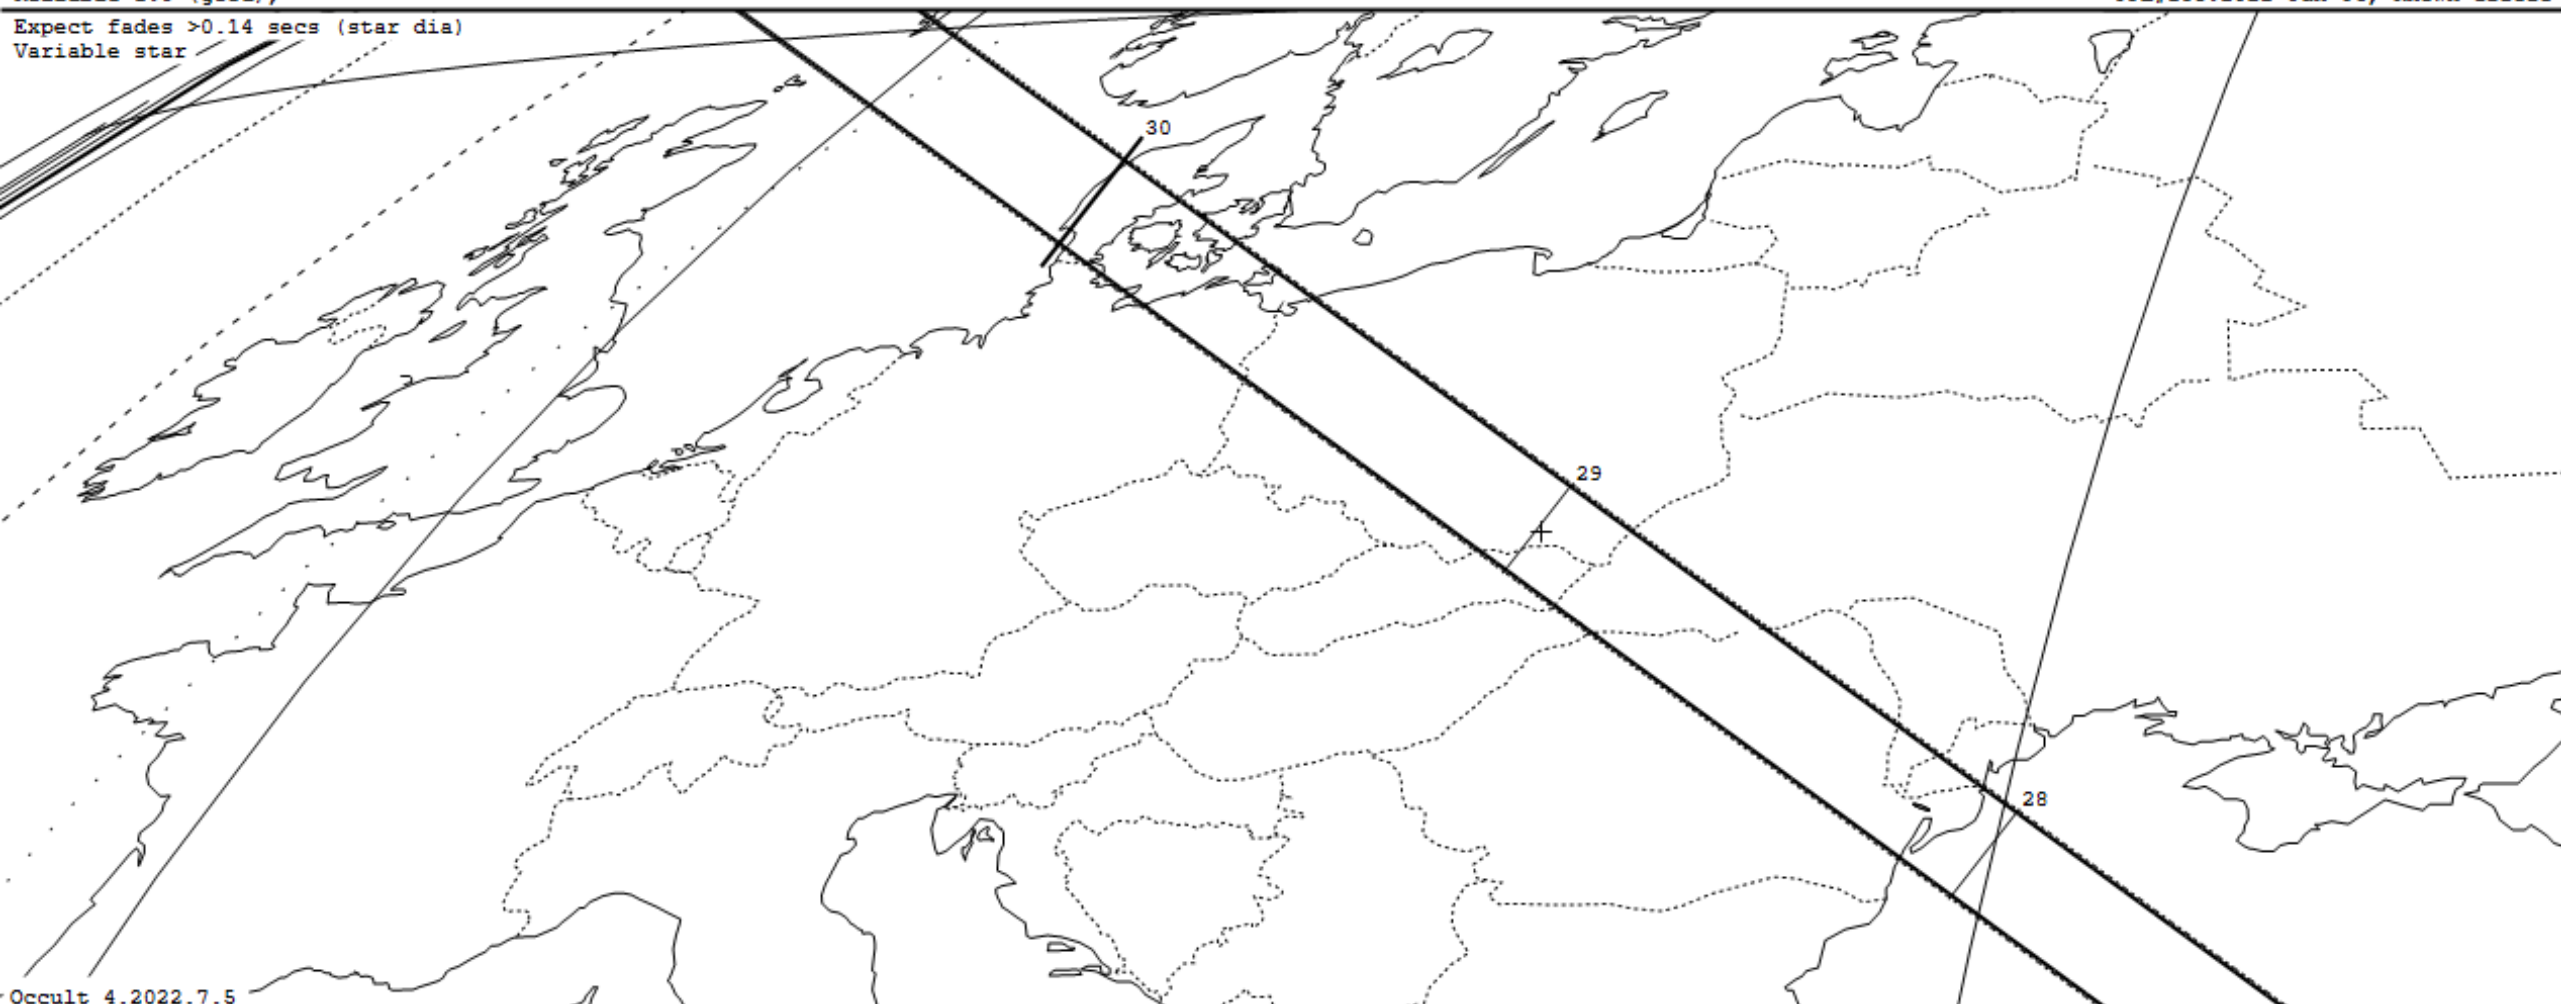 Expect fades >0.14 secs (star dia)
Variable star
30
29
28
Occult 4.2022.7.5